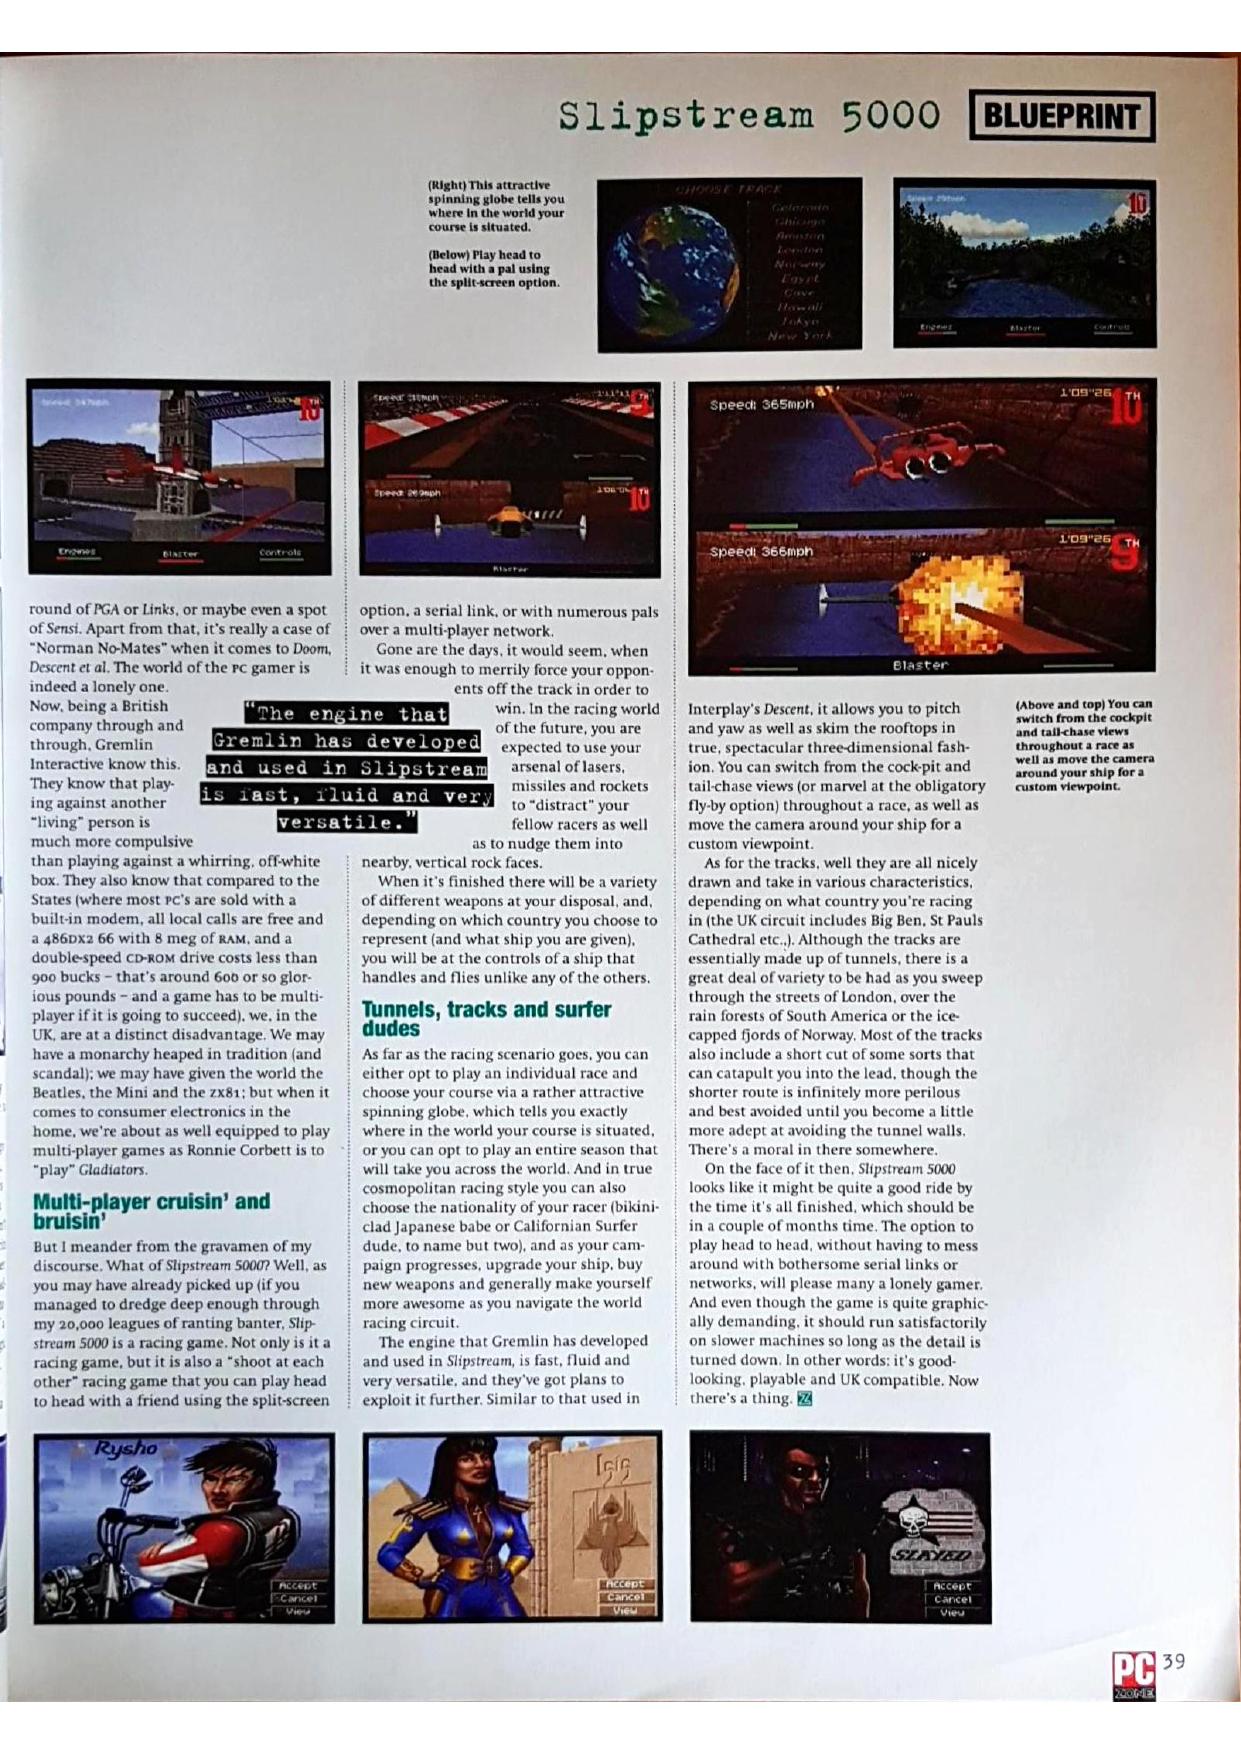 Slipstream 5000 BLUEPRINT
(Right) This attractive
spinning globe tells you
where in the world your
course is situated.
(Below) Play head to
head with a pal using
the split-screen option.
CHOOSE TRACK
Colorado
Chicago
Amazon
London
Norway
Egypt
Cave
Hawaii
Tokyo
New York
10
Engines Blaster Controls
10
TH
Engines Blaster Controls
9
Speed: 269mph
10
TH
Blaster
Speed: 365mph
1'09"26
10
TH
Speed: 366mph
1'09"26
9
TH
Blaster
round of PGA or Links, or maybe even a spot
of Sensi. Apart from that, it's really a case of
"Norman No-Mates" when it comes to Doom,
Descent et al. The world of the PC gamer is
indeed a lonely one.
Now, being a British
company through and
through, Gremlin
Interactive know this.
They know that play-
ing against another
"living" person is
much more compulsive
than playing against a whirring, off-white
box. They also know that compared to the
States (where most PC's are sold with a
built-in modem, all local calls are free and
a 486DX2 66 with 8 meg of RAM, and a
double-speed CD-ROM drive costs less than
900 bucks – that's around 600 or so glor-
ious pounds – and a game has to be multi-
player if it is going to succeed), we, in the
UK, are at a distinct disadvantage. We may
have a monarchy heaped in tradition (and
scandal); we may have given the world the
Beatles, the Mini and the ZX81; but when it
comes to consumer electronics in the
home, we're about as well equipped to play
multi-player games as Ronnie Corbett is to
"play" Gladiators.
Multi-player cruisin' and
bruisin'
But I meander from the gravamen of my
discourse. What of Slipstream 5000? Well, as
you may have already picked up (if you
managed to dredge deep enough through
my 20,000 leagues of ranting banter, Slip-
stream 5000 is a racing game. Not only is it a
racing game, but it is also a "shoot at each
other" racing game that you can play head
to head with a friend using the split-screen
"The engine that
Gremlin has developed
and used in Slipstream
is fast, fluid and very
versatile."
option, a serial link, or with numerous pals
over a multi-player network.
Gone are the days, it would seem, when
it was enough to merrily force your oppon-
ents off the track in order to
win. In the racing world
of the future, you are
expected to use your
arsenal of lasers,
missiles and rockets
to "distract" your
fellow racers as well
as to nudge them into
nearby, vertical rock faces.
When it's finished there will be a variety
of different weapons at your disposal, and,
depending on which country you choose to
represent (and what ship you are given),
you will be at the controls of a ship that
handles and flies unlike any of the others.
Tunnels, tracks and surfer
dudes
As far as the racing scenario goes, you can
either opt to play an individual race and
choose your course via a rather attractive
spinning globe, which tells you exactly
where in the world your course is situated,
or you can opt to play an entire season that
will take you across the world. And in true
cosmopolitan racing style you can also
choose the nationality of your racer (bikini-
clad Japanese babe or Californian Surfer
dude, to name but two), and as your cam-
paign progresses, upgrade your ship, buy
new weapons and generally make yourself
more awesome as you navigate the world
racing circuit.
The engine that Gremlin has developed
and used in Slipstream, is fast, fluid and
very versatile, and they've got plans to
exploit it further. Similar to that used in
Interplay's Descent, it allows you to pitch
and yaw as well as skim the rooftops in
true, spectacular three-dimensional fash-
ion. You can switch from the cock-pit and
tail-chase views (or marvel at the obligatory
fly-by option) throughout a race, as well as
move the camera around your ship for a
custom viewpoint.
As for the tracks, well they are all nicely
drawn and take in various characteristics,
depending on what country you're racing
in (the UK circuit includes Big Ben, St Pauls
Cathedral etc..). Although the tracks are
essentially made up of tunnels, there is a
great deal of variety to be had as you sweep
through the streets of London, over the
rain forests of South America or the ice-
capped fjords of Norway. Most of the tracks
also include a short cut of some sorts that
can catapult you into the lead, though the
shorter route is infinitely more perilous
and best avoided until you become a little
more adept at avoiding the tunnel walls.
There's a moral in there somewhere.
On the face of it then, Slipstream 5000
looks like it might be quite a good ride by
the time it's all finished, which should be
in a couple of months time. The option to
play head to head, without having to mess
around with bothersome serial links or
networks, will please many a lonely gamer.
And even though the game is quite graphic-
ally demanding, it should run satisfactorily
on slower machines so long as the detail is
turned down. In other words: it's good-
looking, playable and UK compatible. Now
there's a thing. Z
(Above and top) You can
switch from the cockpit
and tail-chase views
throughout a race as
well as move the camera
around your ship for a
custom viewpoint.
Rysho
Accept
Cancel
View
Isis
Accept
Cancel
View
SLAYED
Accept
Cancel
View
PC
ZONE
39